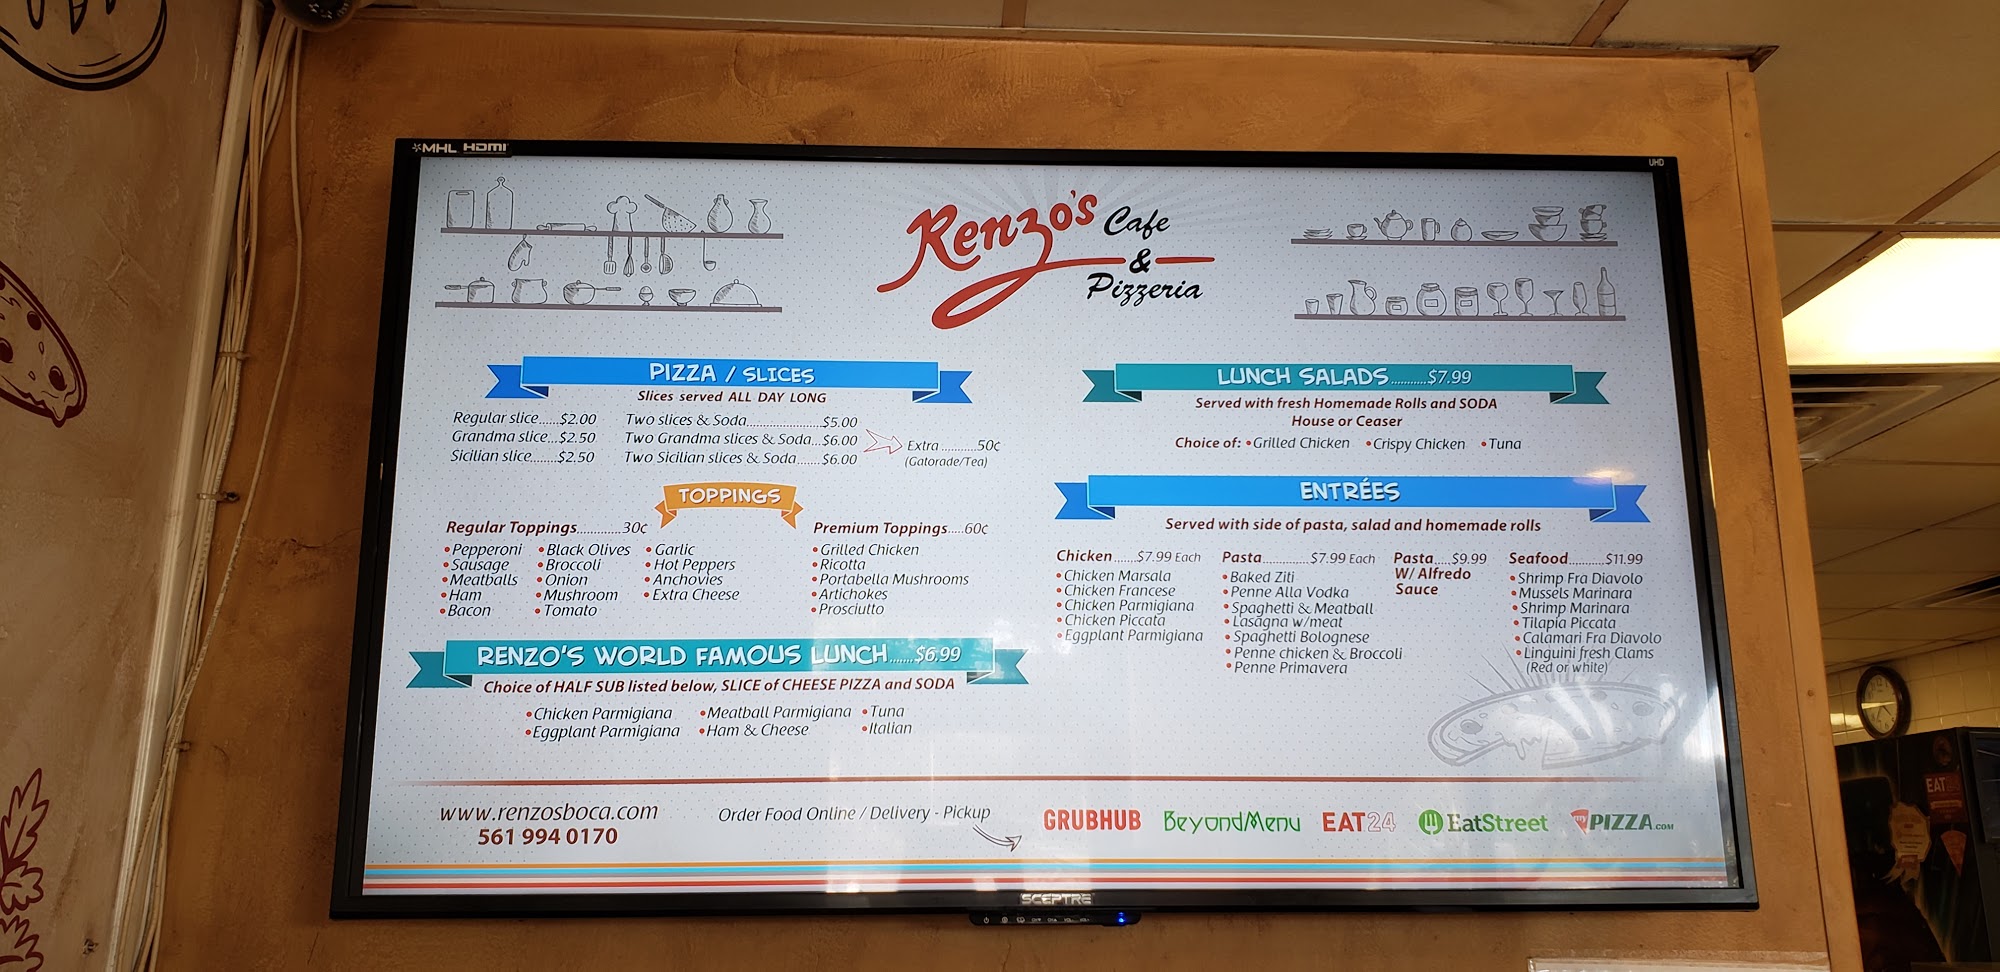 MHL HDMI
UHD
Renzo's Cafe
&
Pizzeria
PIZZA / SLICES
Slices served ALL DAY LONG
Regular slice......$2.00
Grandma slice...$2.50
Sicilian slice........$2.50
Two slices & Soda......................$5.00
Two Grandma slices & Soda...$6.00
Two Sicilian slices & Soda.......$6.00
Extra ...........50¢
(Gatorade/Tea)
TOPPINGS
Regular Toppings.............30¢
• Pepperoni
• Sausage
• Meatballs
• Ham
• Bacon
• Black Olives
• Broccoli
• Onion
• Mushroom
• Tomato
• Garlic
• Hot Peppers
• Anchovies
• Extra Cheese
Premium Toppings.....60¢
• Grilled Chicken
• Ricotta
• Portabella Mushrooms
• Artichokes
• Prosciutto
RENZO'S WORLD FAMOUS LUNCH.......$6.99
Choice of HALF SUB listed below, SLICE of CHEESE PIZZA and SODA
• Chicken Parmigiana
• Eggplant Parmigiana
• Meatball Parmigiana
• Ham & Cheese
• Tuna
• Italian
LUNCH SALADS............$7.99
Served with fresh Homemade Rolls and SODA
House or Ceaser
Choice of: • Grilled Chicken • Crispy Chicken • Tuna
ENTRÉES
Served with side of pasta, salad and homemade rolls
Chicken.......$7.99 Each
• Chicken Marsala
• Chicken Francese
• Chicken Parmigiana
• Chicken Piccata
• Eggplant Parmigiana
Pasta..............$7.99 Each
• Baked Ziti
• Penne Alla Vodka
• Spaghetti & Meatball
• Lasagna w/meat
• Spaghetti Bolognese
• Penne chicken & Broccoli
• Penne Primavera
Pasta.....$9.99
W/ Alfredo
Sauce
Seafood...........$11.99
• Shrimp Fra Diavolo
• Mussels Marinara
• Shrimp Marinara
• Tilapia Piccata
• Calamari Fra Diavolo
• Linguini fresh Clams
(Red or white)
www.renzosboca.com
561 994 0170
Order Food Online / Delivery - Pickup
GRUBHUB
BeyondMenu
EAT24
EatStreet
myPIZZA.COM
SCEPTRE
EAT